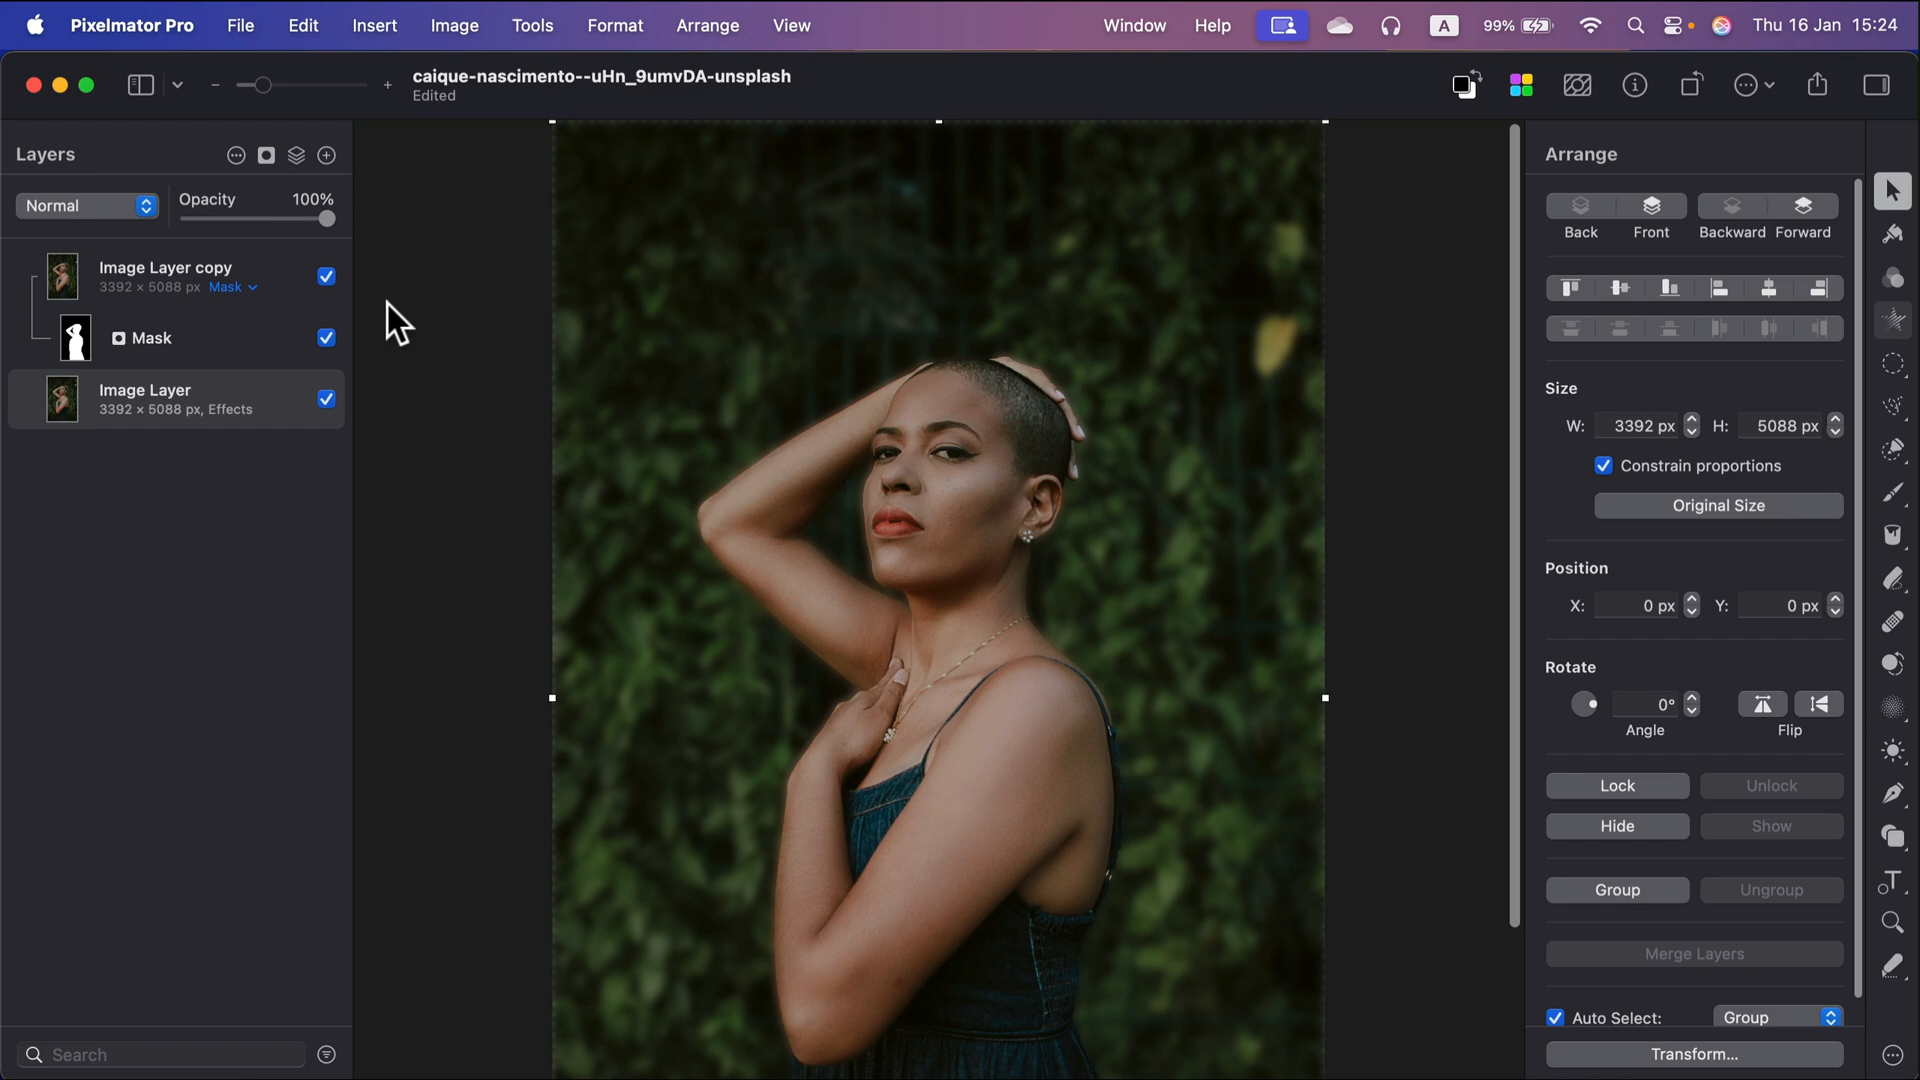 Pixelmator Pro File Edit Insert Image Tools Format Arrange View Window Help A 99% Thu 16 Jan 15:24
caique-nascimento--uHn_9umvDA-unsplash
Edited
Layers
Normal
Opacity 100%
Image Layer copy
3392 × 5088 px Mask
Mask
Image Layer
3392 × 5088 px, Effects
Search
Arrange
Back Front Backward Forward
Size
W: 3392 px H: 5088 px
Constrain proportions
Original Size
Position
X: 0 px Y: 0 px
Rotate
0°
Angle Flip
Lock Unlock
Hide Show
Group Ungroup
Merge Layers
Auto Select: Group
Transform...